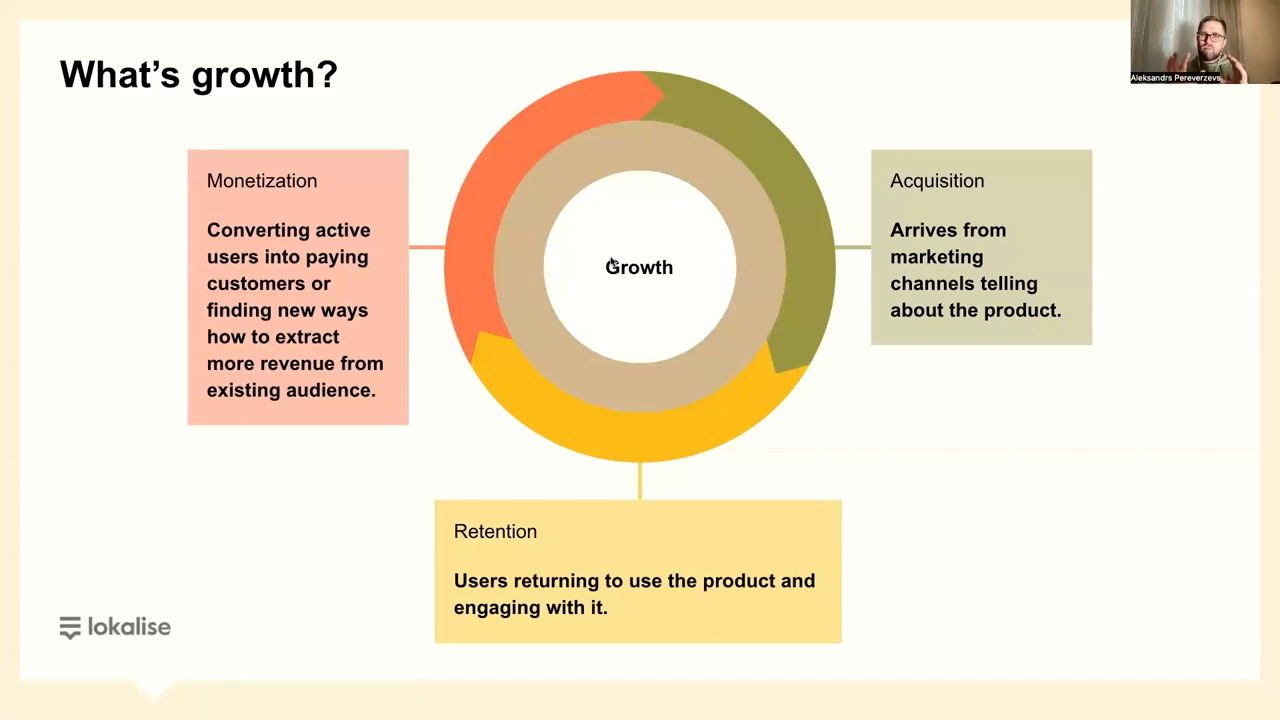 What's growth?
Aleksandrs Pereverzevs
Monetization
Converting active
users into paying
customers or
finding new ways
how to extract
more revenue from
existing audience.
Growth
Acquisition
Arrives from
marketing
channels telling
about the product.
Retention
Users returning to use the product and
engaging with it.
lokalise